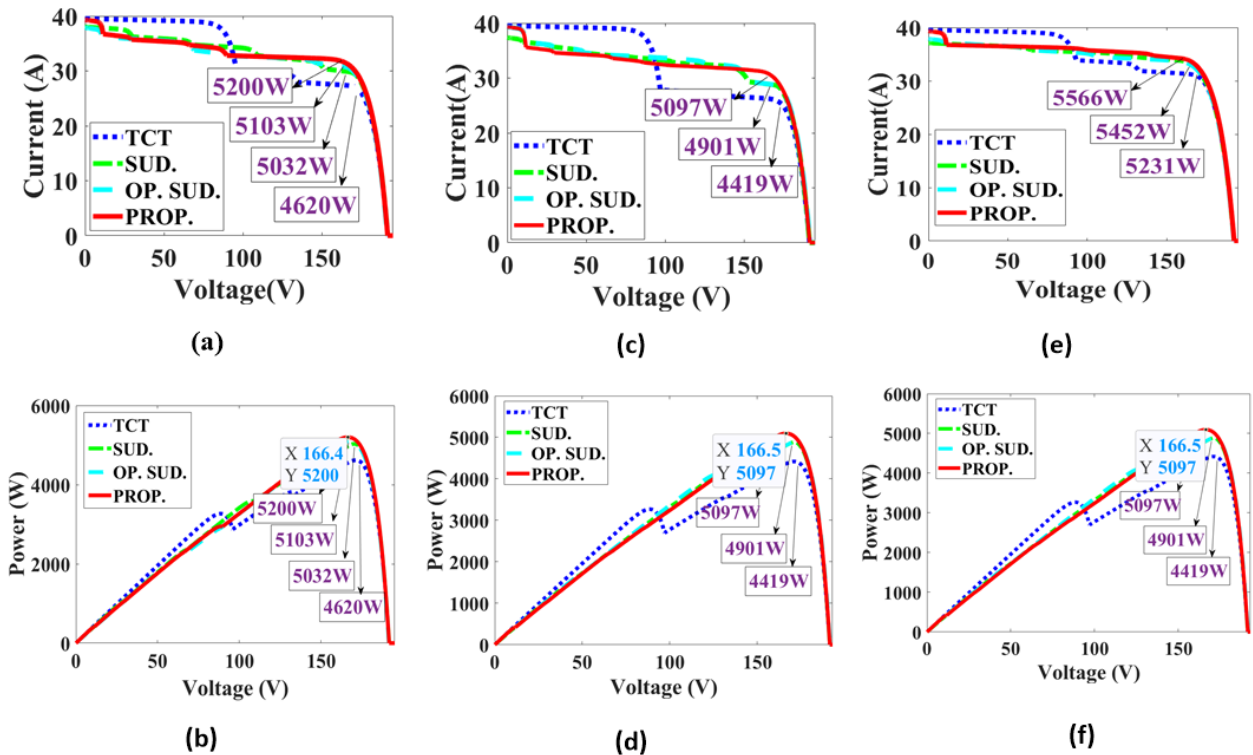 40
30
20
10
0
Current (A)
5200W
5103W
5032W
4620W
TCT
SUD.
OP. SUD.
PROP.
0 50 100 150
Voltage(V)
(a)
40
30
20
10
0
Current(A)
5097W
4901W
4419W
TCT
SUD.
OP. SUD.
PROP.
0 50 100 150
Voltage (V)
(c)
40
30
20
10
0
Current(A)
5566W
5452W
5231W
TCT
SUD.
OP. SUD.
PROP.
0 50 100 150
Voltage (V)
(e)
6000
4000
2000
0
Power (W)
TCT
SUD.
OP. SUD.
PROP.
X 166.4
Y 5200
5200W
5103W
5032W
4620W
0 50 100 150
Voltage (V)
(b)
6000
5000
4000
3000
2000
1000
0
Power (W)
TCT
SUD.
OP. SUD.
PROP.
X 166.5
Y 5097
5097W
4901W
4419W
0 50 100 150
Voltage (V)
(d)
6000
5000
4000
3000
2000
1000
0
Power (W)
TCT
SUD.
OP. SUD.
PROP.
X 166.5
Y 5097
5097W
4901W
4419W
0 50 100 150
Voltage (V)
(f)